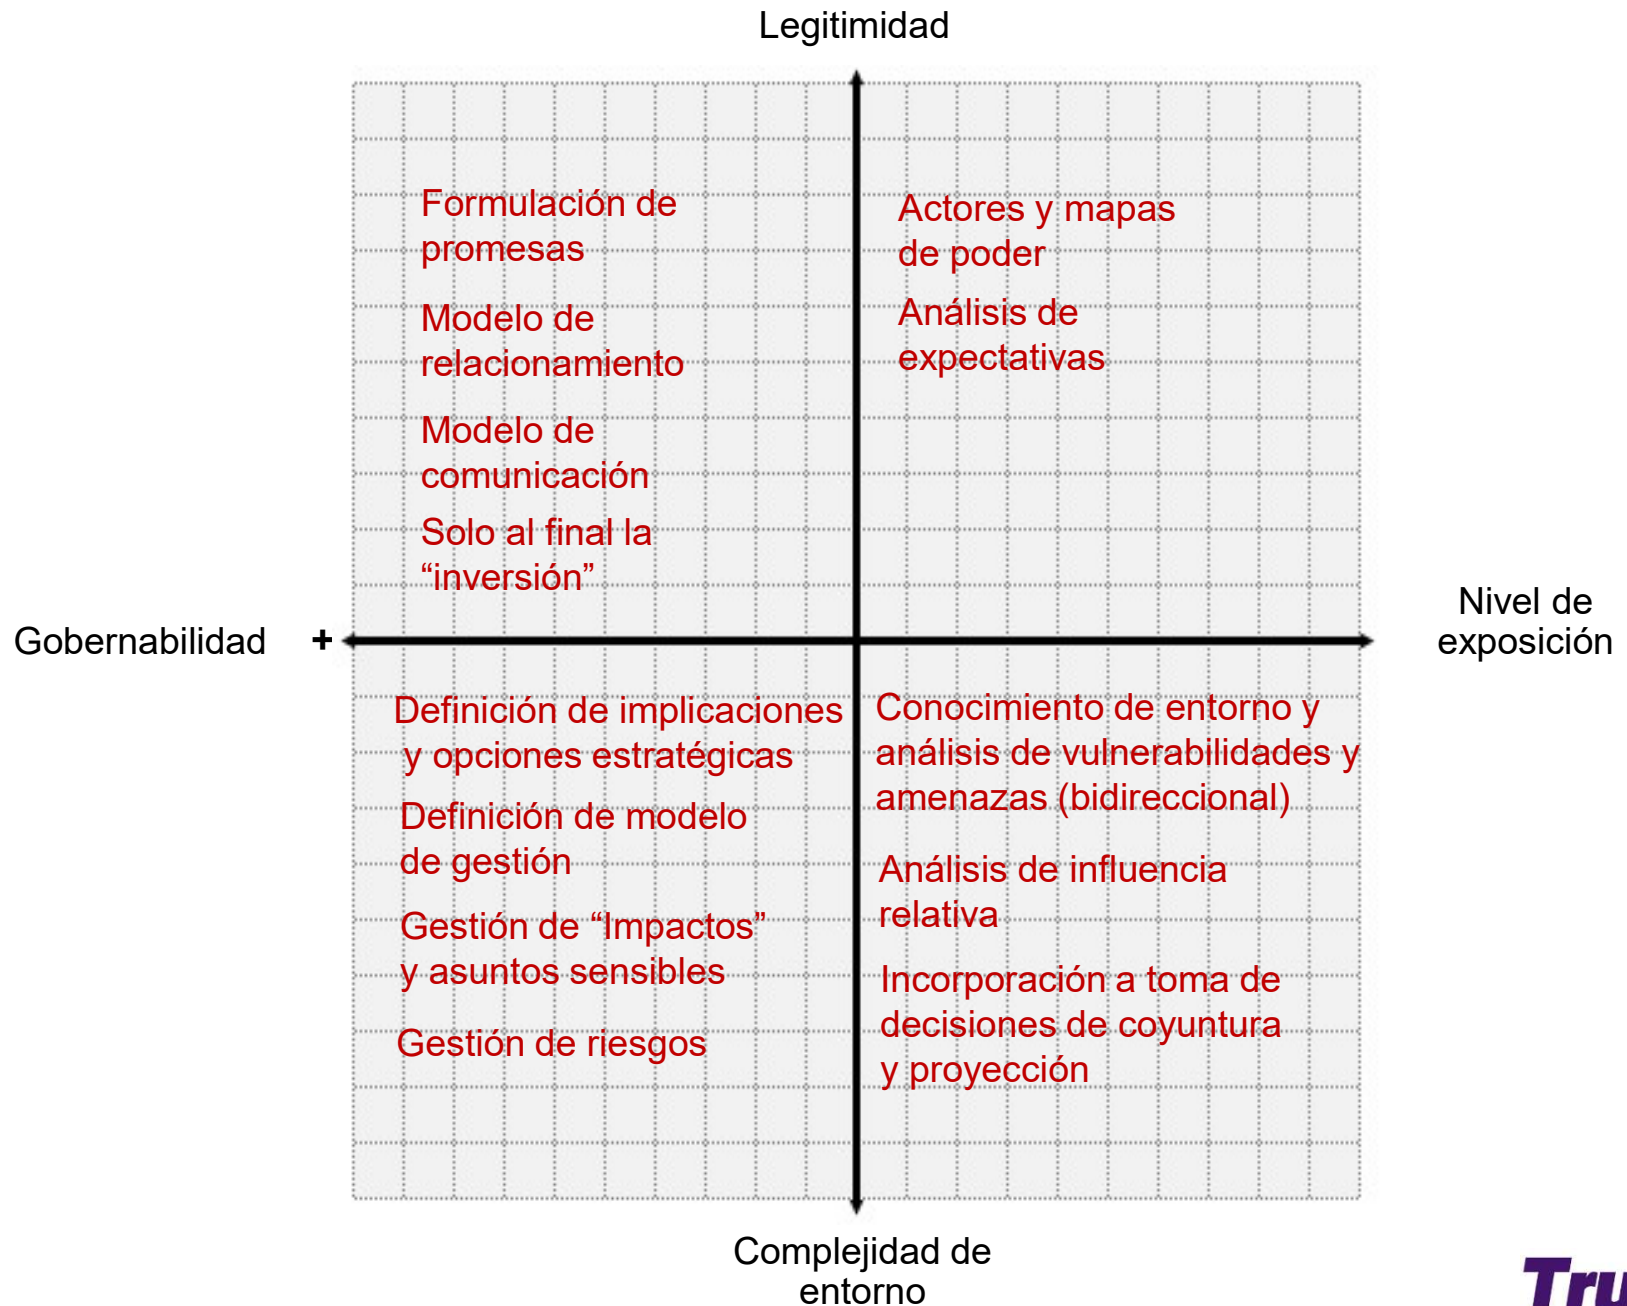 Legitimidad
Formulación de
promesas
Modelo de
relacionamiento
Modelo de
comunicación
Solo al final la
“inversión”
Actores y mapas
de poder
Análisis de
expectativas
Gobernabilidad +
Nivel de
exposición
Definición de implicaciones
y opciones estratégicas
Definición de modelo
de gestión
Gestión de “Impactos”
y asuntos sensibles
Gestión de riesgos
Conocimiento de entorno y
análisis de vulnerabilidades y
amenazas (bidireccional)
Análisis de influencia
relativa
Incorporación a toma de
decisiones de coyuntura
y proyección
Complejidad de
entorno